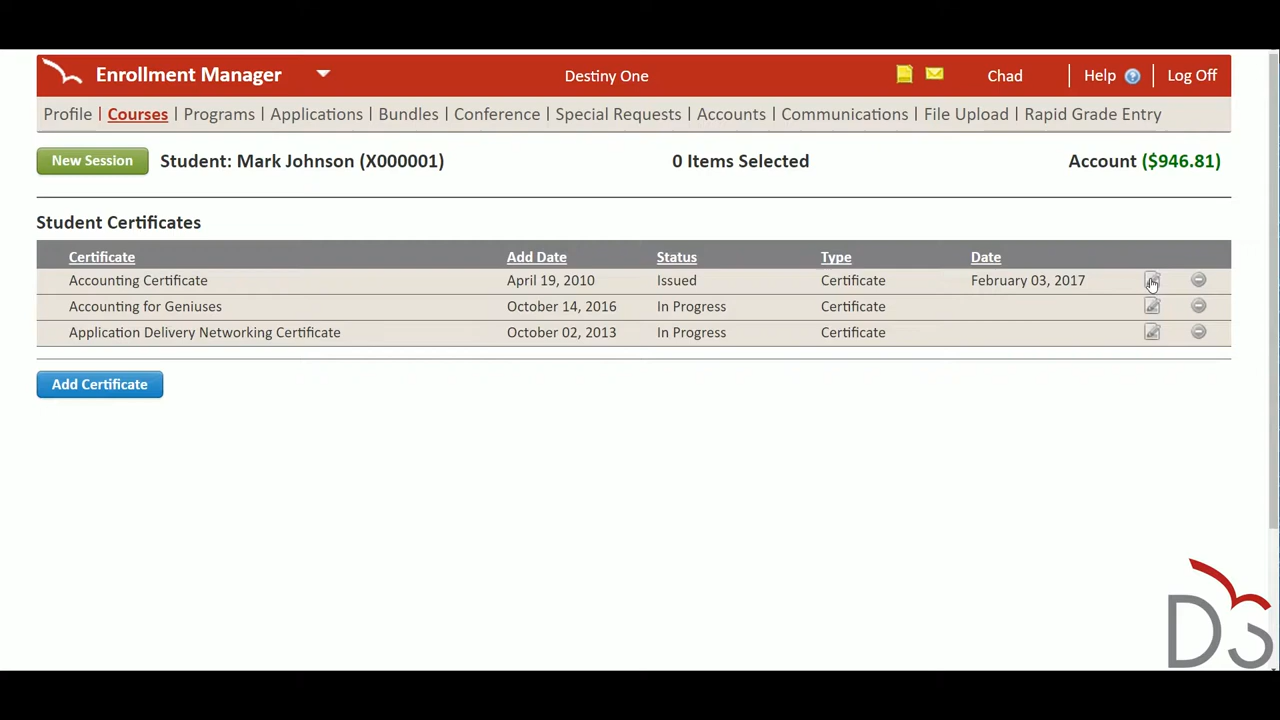 Enrollment Manager Destiny One Chad | Help ? | Log Off
Profile | Courses | Programs | Applications | Bundles | Conference | Special Requests | Accounts | Communications | File Upload | Rapid Grade Entry
New Session Student: Mark Johnson (X000001) 0 Items Selected Account ($946.81)
Student Certificates
Certificate Add Date Status Type Date
Accounting Certificate April 19, 2010 Issued Certificate February 03, 2017
Accounting for Geniuses October 14, 2016 In Progress Certificate
Application Delivery Networking Certificate October 02, 2013 In Progress Certificate
Add Certificate
DS